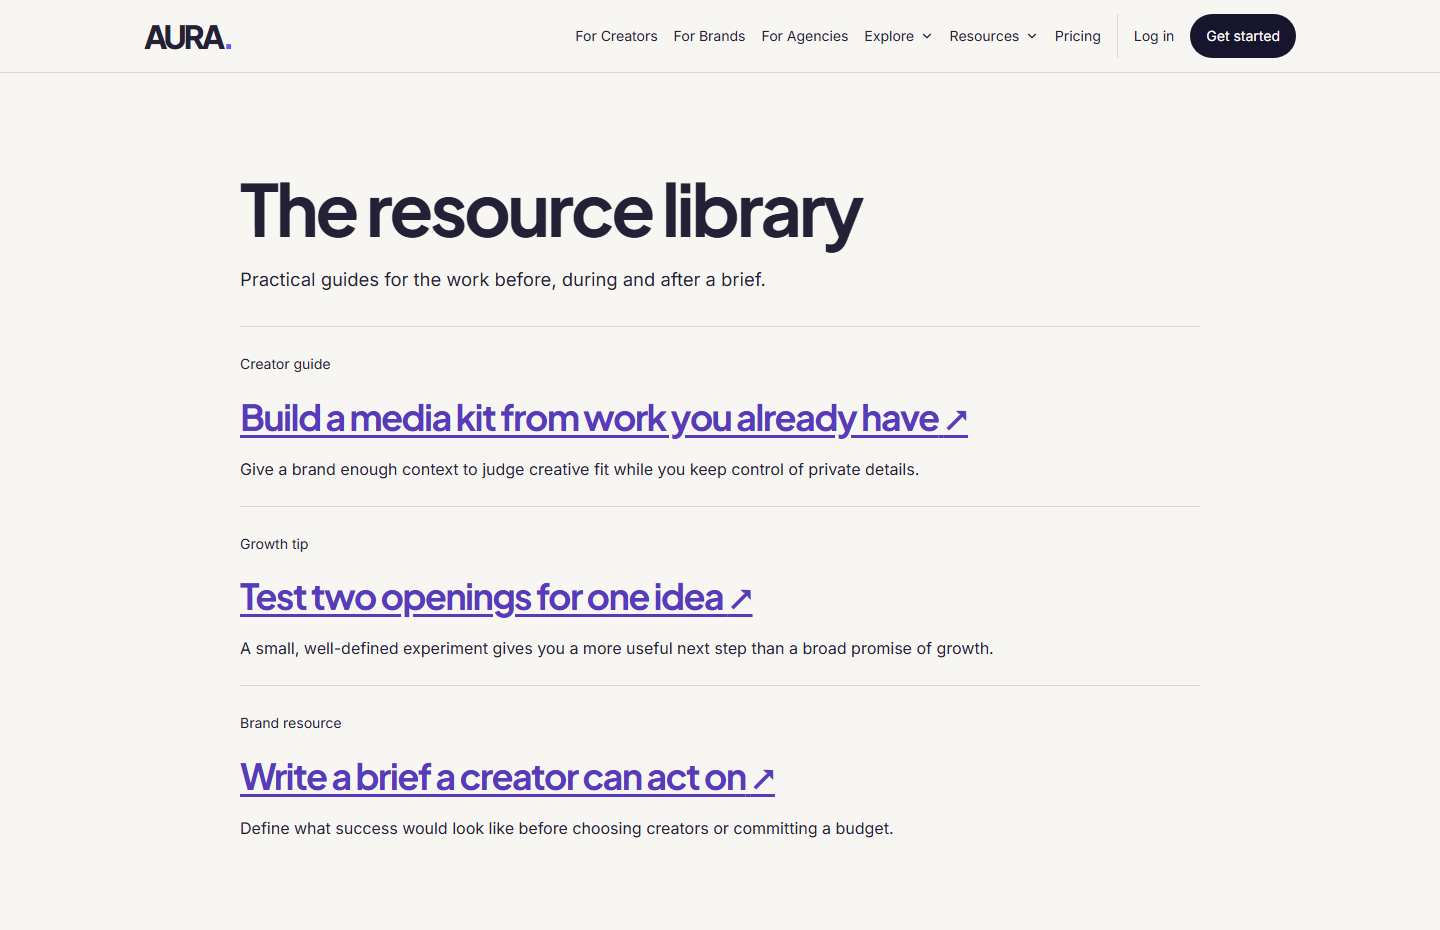 AURA.
For Creators
For Brands
For Agencies
Explore
Resources
Pricing
Log in
Get started
The resource library
Practical guides for the work before, during and after a brief.
Creator guide
Build a media kit from work you already have ↗
Give a brand enough context to judge creative fit while you keep control of private details.
Growth tip
Test two openings for one idea ↗
A small, well-defined experiment gives you a more useful next step than a broad promise of growth.
Brand resource
Write a brief a creator can act on ↗
Define what success would look like before choosing creators or committing a budget.